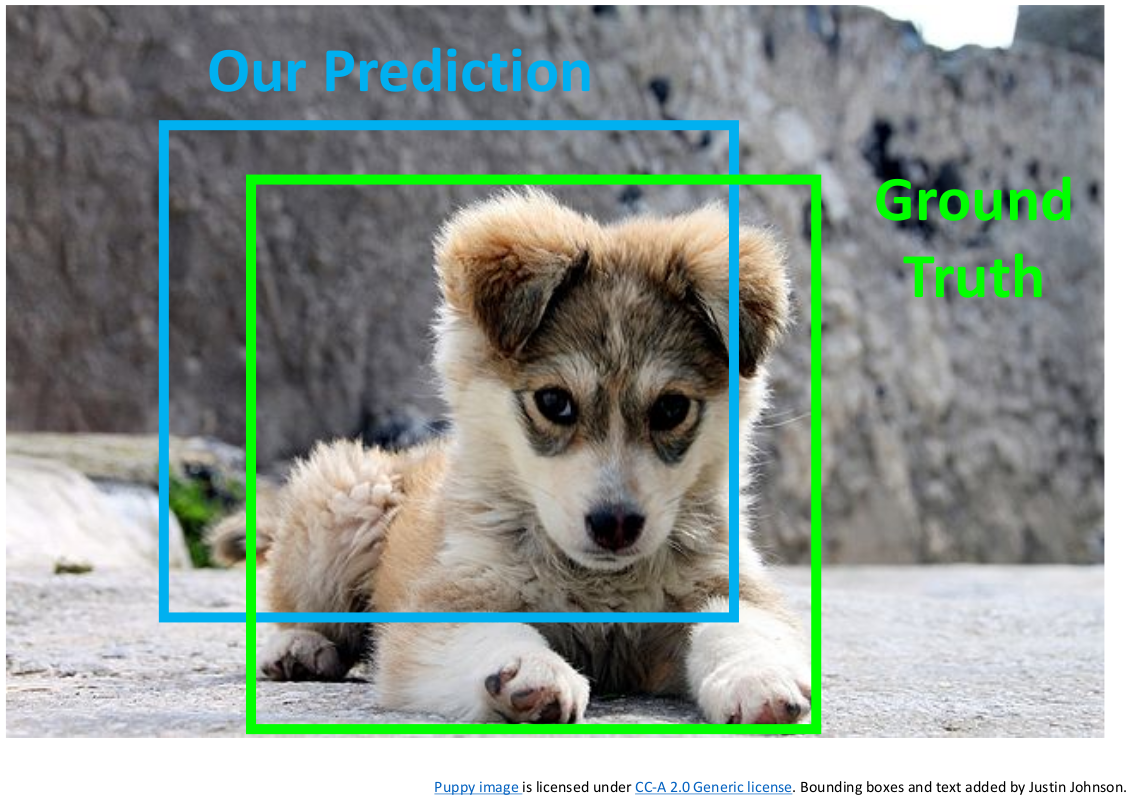 Our Prediction
Ground
Truth
Puppy image is licensed under CC-A 2.0 Generic license. Bounding boxes and text added by Justin Johnson.